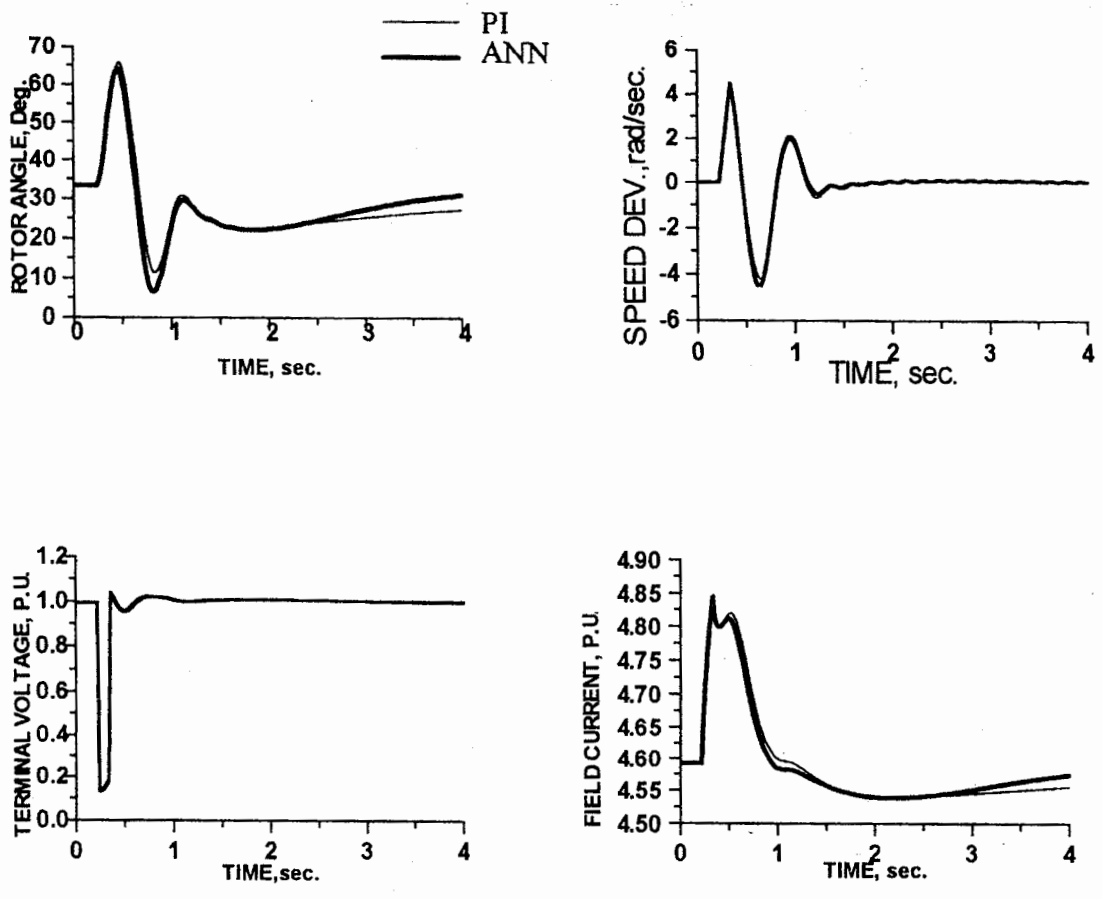 PI
ANN
70
60
50
40
30
20
10
0
ROTOR ANGLE, Deg.
0 1 2 3 4
TIME, sec.
6
4
2
0
-2
-4
-6
SPEED DEV.,rad/sec.
0 1 2 3 4
TIME, sec.
1.2
1.0
0.8
0.6
0.4
0.2
0.0
TERMINAL VOLTAGE, P.U.
0 1 2 3 4
TIME,sec.
4.90
4.85
4.80
4.75
4.70
4.65
4.60
4.55
4.50
FIELD CURRENT, P.U.
0 1 2 3 4
TIME, sec.